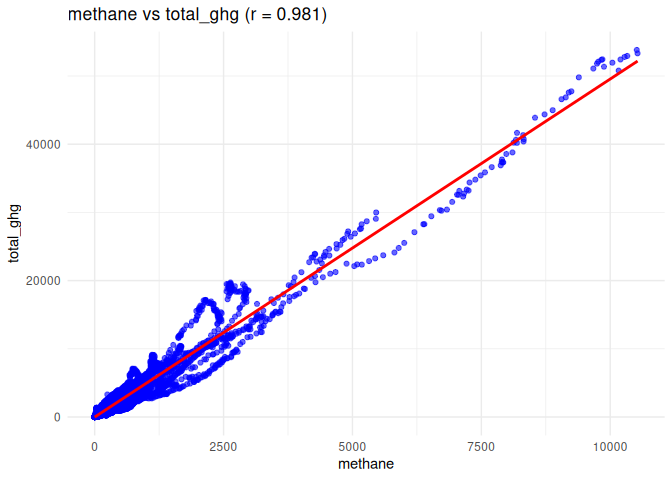 methane vs total_ghg (r = 0.981)
total_ghg
40000
20000
0
0 2500 5000 7500 10000
methane